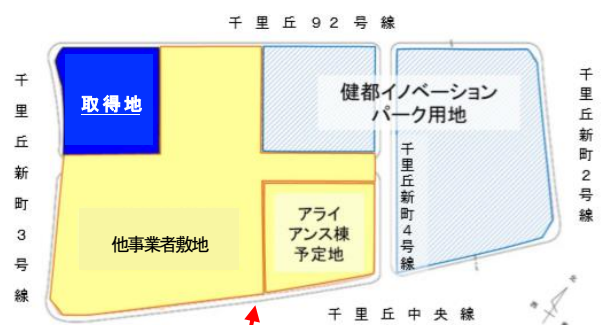 千里丘９２号線
千里丘新町３号線
取得地
健都イノベーション
パーク用地
千里丘新町２号線
千里丘新町４号線
他事業者敷地
アライ
アンス棟
予定地
千里丘中央線